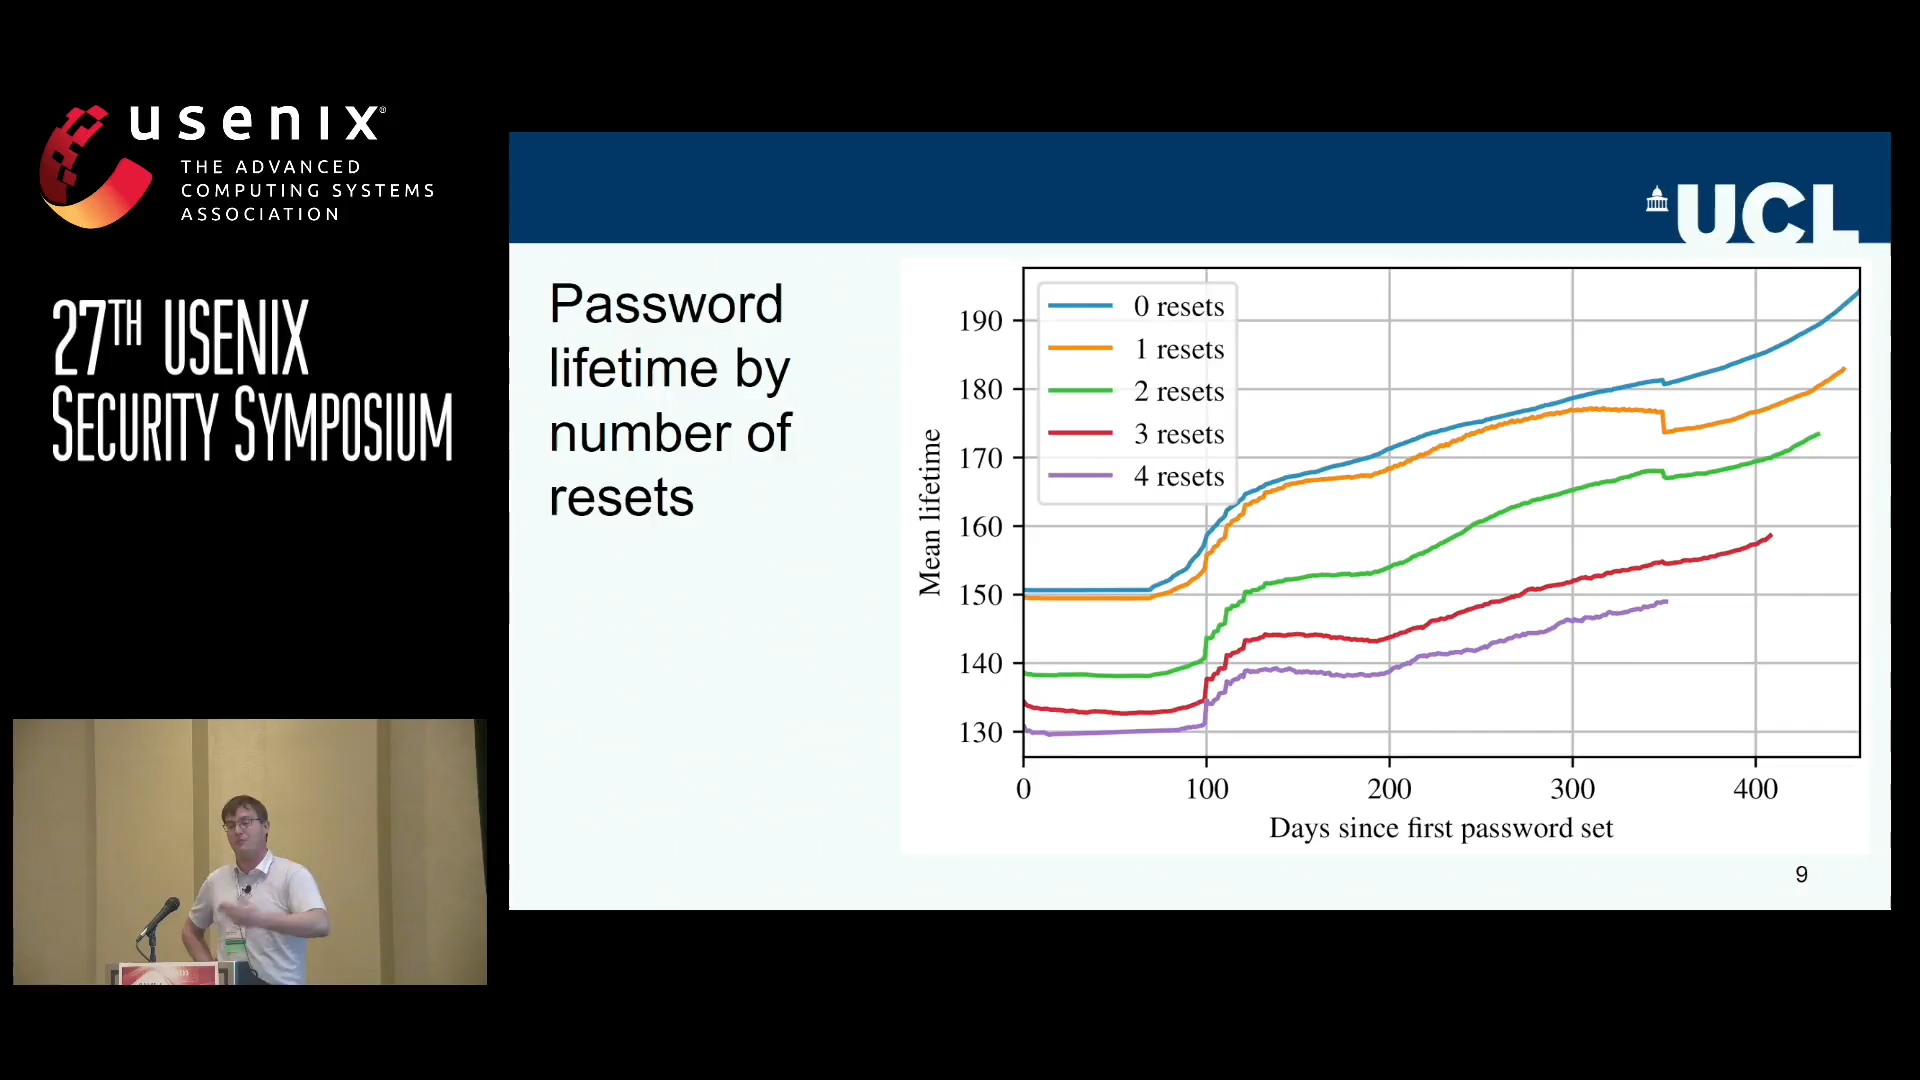 usenix®
THE ADVANCED
COMPUTING SYSTEMS
ASSOCIATION
27TH USENIX
SECURITY SYMPOSIUM
UCL
Password
lifetime by
number of
resets
0 resets
1 resets
2 resets
3 resets
4 resets
Mean lifetime
190
180
170
160
150
140
130
0 100 200 300 400
Days since first password set
9